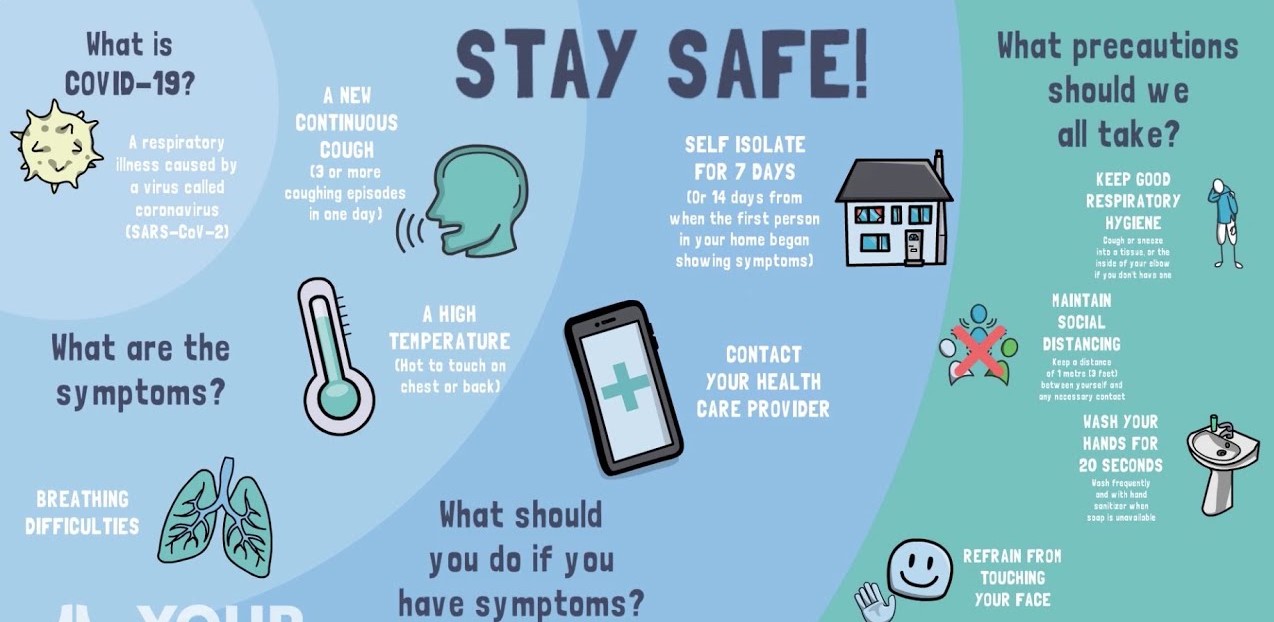 What is
COVID-19?
A respiratory
illness caused by
a virus called
coronavirus
(SARS-CoV-2)
What are the
symptoms?
A NEW
CONTINUOUS
COUGH
(3 or more
coughing episodes
in one day)
A HIGH
TEMPERATURE
(Hot to touch on
chest or back)
BREATHING
DIFFICULTIES
YOUR
STAY SAFE!
SELF ISOLATE
FOR 7 DAYS
(Or 14 days from
when the first person
in your home began
showing symptoms)
CONTACT
YOUR HEALTH
CARE PROVIDER
What should
you do if you
have symptoms?
What precautions
should we
all take?
KEEP GOOD
RESPIRATORY
HYGIENE
Cough or sneeze
into a tissue, or the
inside of your elbow
if you don't have one
MAINTAIN
SOCIAL
DISTANCING
Keep a distance
of 1 metre (3 feet)
between yourself and
any necessary contact
WASH YOUR
HANDS FOR
20 SECONDS
Wash frequently
and with hand
sanitizer when
soap is unavailable
REFRAIN FROM
TOUCHING
YOUR FACE